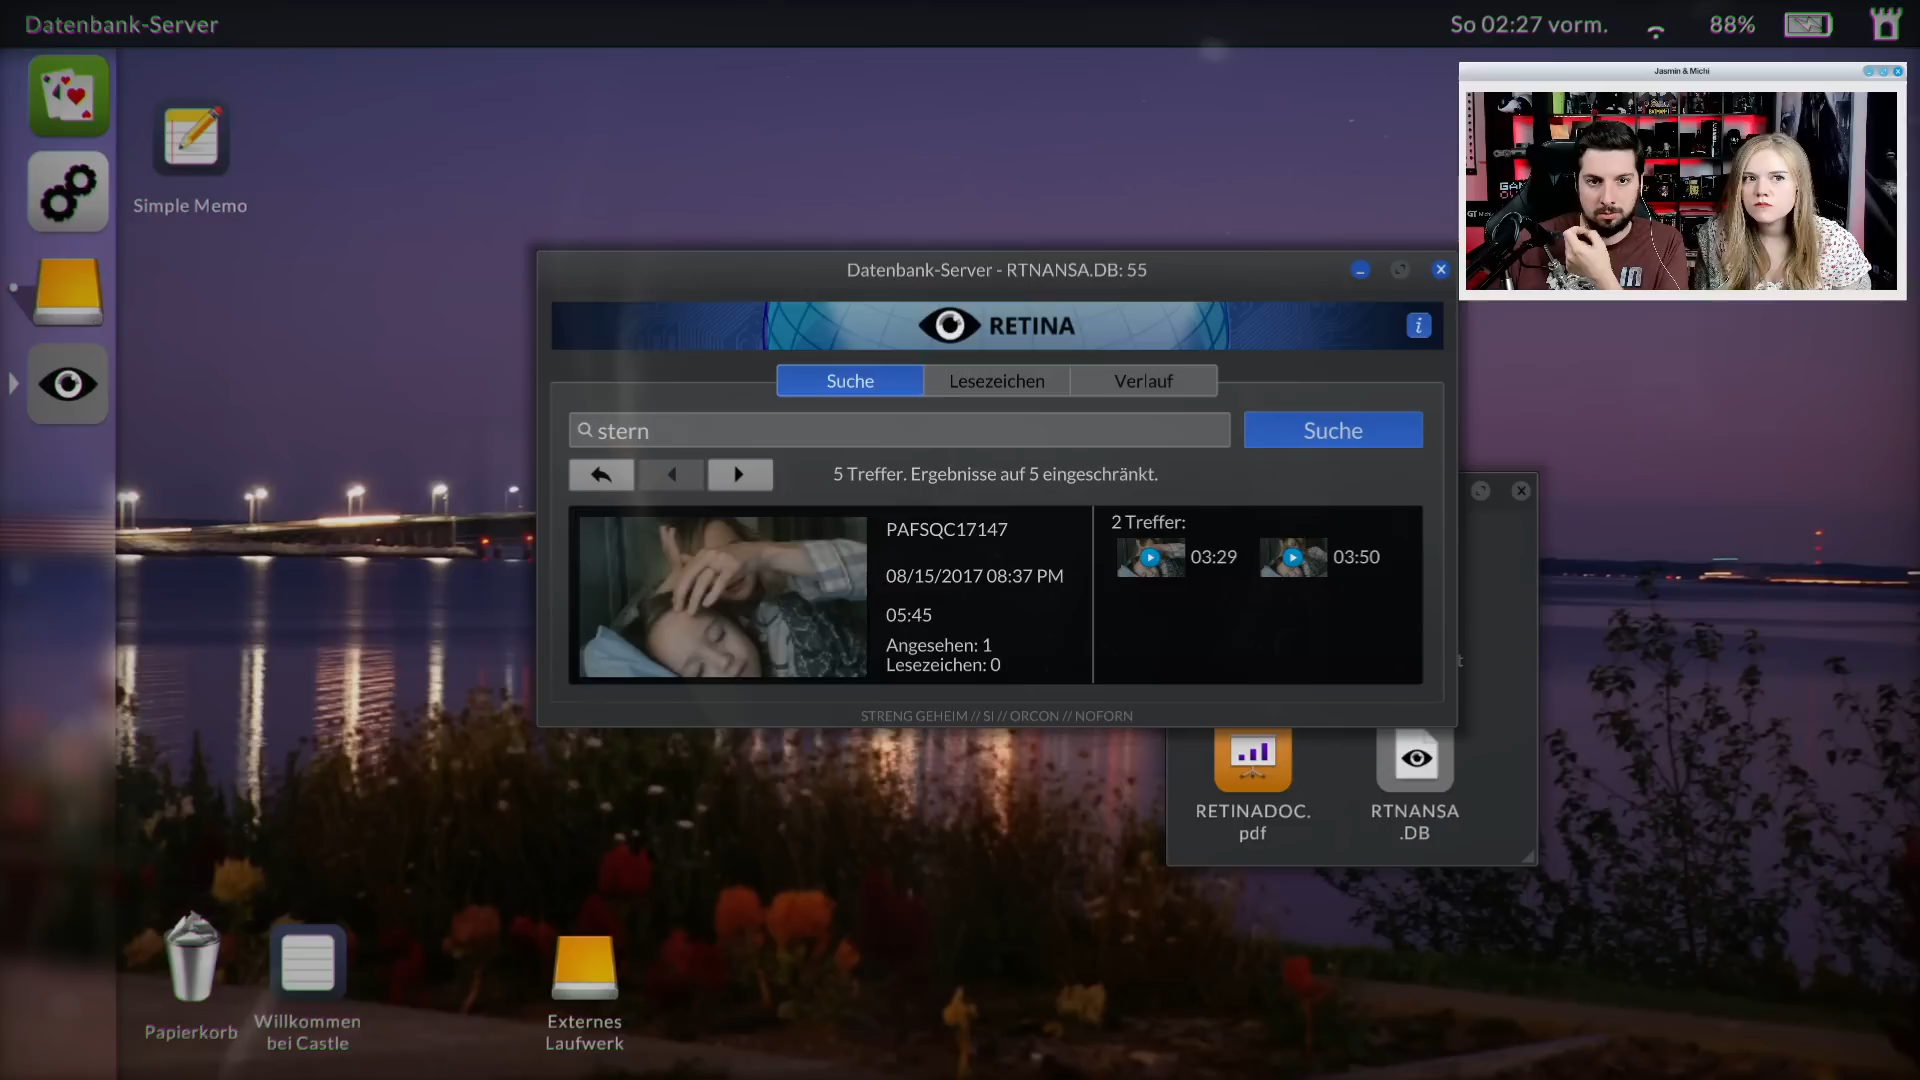 Datenbank-Server
So 02:27 vorm.
88%
Jasmin & Michi
Simple Memo
Datenbank-Server - RTNANSA.DB: 55
RETINA
i
Suche
Lesezeichen
Verlauf
stern
Suche
5 Treffer. Ergebnisse auf 5 eingeschränkt.
PAFSQC17147
08/15/2017 08:37 PM
05:45
Angesehen: 1
Lesezeichen: 0
2 Treffer:
03:29
03:50
STRENG GEHEIM // SI // ORCON // NOFORN
RETINADOC.
pdf
RTNANSA
.DB
Papierkorb
Willkommen
bei Castle
Externes
Laufwerk